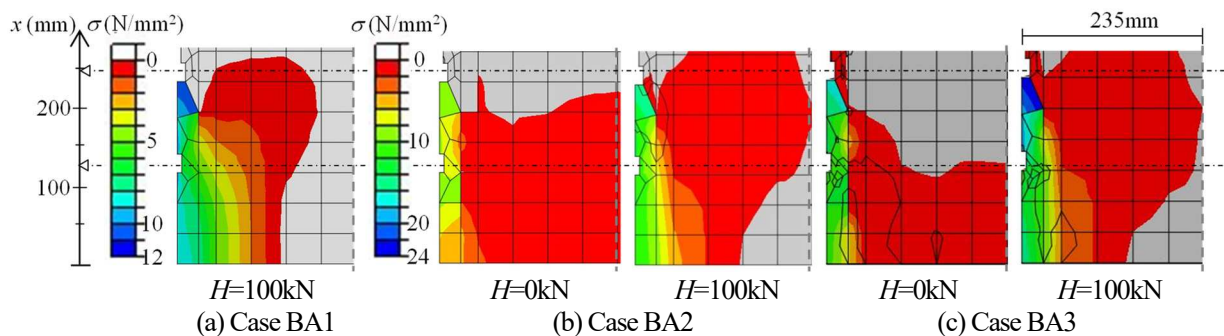 x (mm) σ(N/mm²) σ(N/mm²) 235mm
0 0
200
5 10
100
10 20
12 24
H=100kN H=0kN H=100kN H=0kN H=100kN
(a) Case BA1 (b) Case BA2 (c) Case BA3